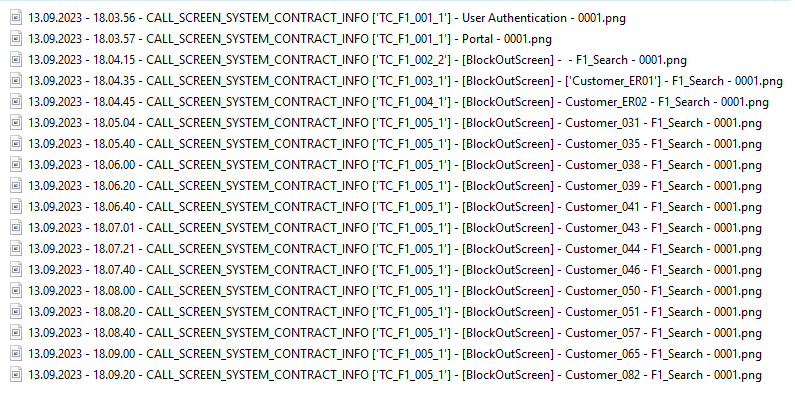 13.09.2023 - 18.03.56 - CALL_SCREEN_SYSTEM_CONTRACT_INFO ['TC_F1_001_1'] - User Authentication - 0001.png
13.09.2023 - 18.03.57 - CALL_SCREEN_SYSTEM_CONTRACT_INFO ['TC_F1_001_1'] - Portal - 0001.png
13.09.2023 - 18.04.15 - CALL_SCREEN_SYSTEM_CONTRACT_INFO ['TC_F1_002_2'] - [BlockOutScreen] -  - F1_Search - 0001.png
13.09.2023 - 18.04.35 - CALL_SCREEN_SYSTEM_CONTRACT_INFO ['TC_F1_003_1'] - [BlockOutScreen] - ['Customer_ER01'] - F1_Search - 0001.png
13.09.2023 - 18.04.45 - CALL_SCREEN_SYSTEM_CONTRACT_INFO ['TC_F1_004_1'] - [BlockOutScreen] - Customer_ER02 - F1_Search - 0001.png
13.09.2023 - 18.05.04 - CALL_SCREEN_SYSTEM_CONTRACT_INFO ['TC_F1_005_1'] - [BlockOutScreen] - Customer_031 - F1_Search - 0001.png
13.09.2023 - 18.05.40 - CALL_SCREEN_SYSTEM_CONTRACT_INFO ['TC_F1_005_1'] - [BlockOutScreen] - Customer_035 - F1_Search - 0001.png
13.09.2023 - 18.06.00 - CALL_SCREEN_SYSTEM_CONTRACT_INFO ['TC_F1_005_1'] - [BlockOutScreen] - Customer_038 - F1_Search - 0001.png
13.09.2023 - 18.06.20 - CALL_SCREEN_SYSTEM_CONTRACT_INFO ['TC_F1_005_1'] - [BlockOutScreen] - Customer_039 - F1_Search - 0001.png
13.09.2023 - 18.06.40 - CALL_SCREEN_SYSTEM_CONTRACT_INFO ['TC_F1_005_1'] - [BlockOutScreen] - Customer_041 - F1_Search - 0001.png
13.09.2023 - 18.07.01 - CALL_SCREEN_SYSTEM_CONTRACT_INFO ['TC_F1_005_1'] - [BlockOutScreen] - Customer_043 - F1_Search - 0001.png
13.09.2023 - 18.07.21 - CALL_SCREEN_SYSTEM_CONTRACT_INFO ['TC_F1_005_1'] - [BlockOutScreen] - Customer_044 - F1_Search - 0001.png
13.09.2023 - 18.07.40 - CALL_SCREEN_SYSTEM_CONTRACT_INFO ['TC_F1_005_1'] - [BlockOutScreen] - Customer_046 - F1_Search - 0001.png
13.09.2023 - 18.08.00 - CALL_SCREEN_SYSTEM_CONTRACT_INFO ['TC_F1_005_1'] - [BlockOutScreen] - Customer_050 - F1_Search - 0001.png
13.09.2023 - 18.08.20 - CALL_SCREEN_SYSTEM_CONTRACT_INFO ['TC_F1_005_1'] - [BlockOutScreen] - Customer_051 - F1_Search - 0001.png
13.09.2023 - 18.08.40 - CALL_SCREEN_SYSTEM_CONTRACT_INFO ['TC_F1_005_1'] - [BlockOutScreen] - Customer_057 - F1_Search - 0001.png
13.09.2023 - 18.09.00 - CALL_SCREEN_SYSTEM_CONTRACT_INFO ['TC_F1_005_1'] - [BlockOutScreen] - Customer_065 - F1_Search - 0001.png
13.09.2023 - 18.09.20 - CALL_SCREEN_SYSTEM_CONTRACT_INFO ['TC_F1_005_1'] - [BlockOutScreen] - Customer_082 - F1_Search - 0001.png